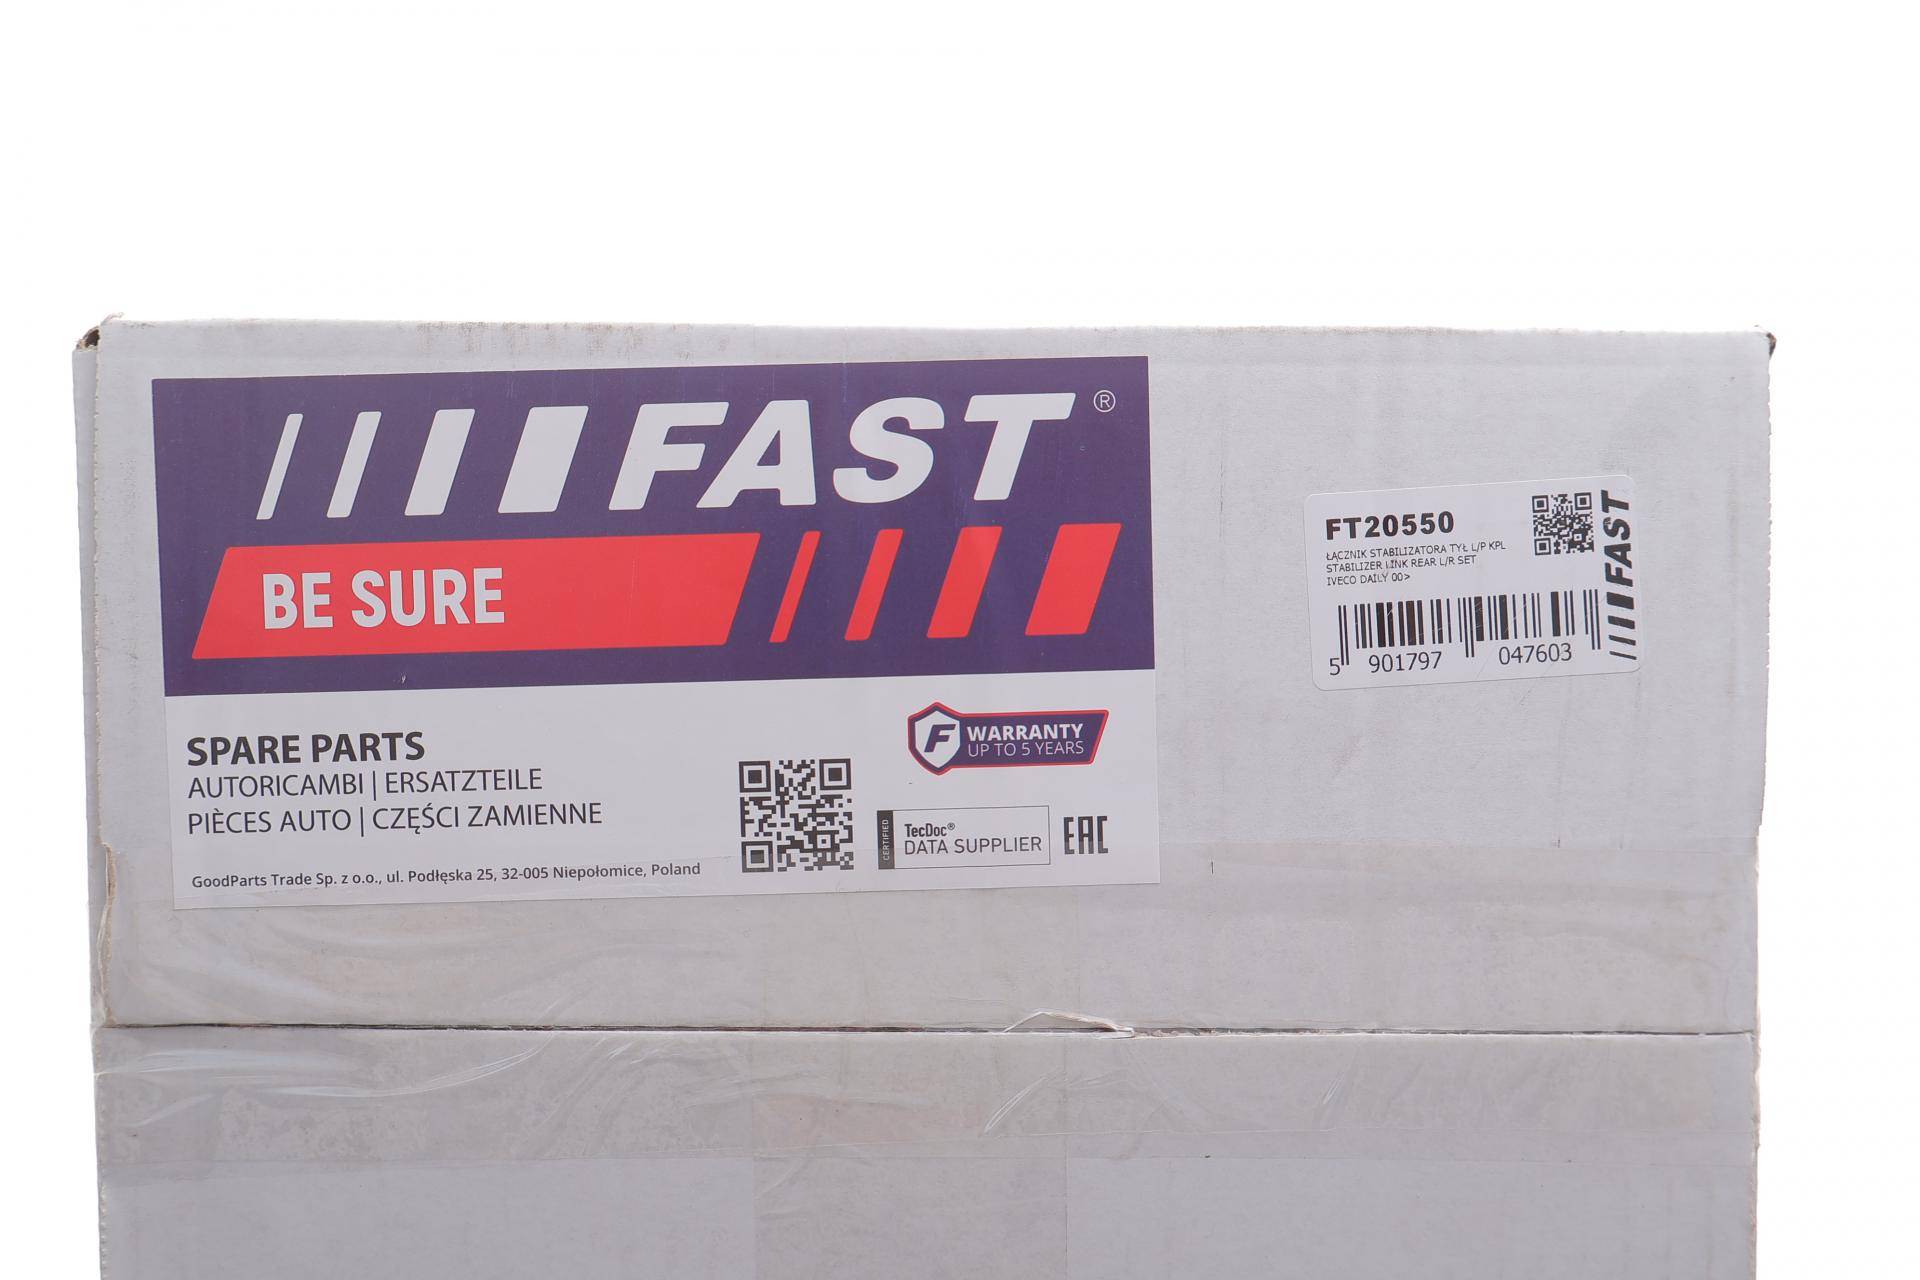 FAST®
BE SURE
SPARE PARTS
AUTORICAMBI | ERSATZTEILE
PIÈCES AUTO | CZĘŚCI ZAMIENNE
GoodParts Trade Sp. z o.o., ul. Podłęska 25, 32-005 Niepołomice, Poland
F WARRANTY
UP TO 5 YEARS
CERTIFIED
TecDoc®
DATA SUPPLIER
EAC
FT20550
ŁĄCZNIK STABILIZATORA TYŁ L/P KPL
STABILIZER LINK REAR L/R SET
IVECO DAILY 00>
5 901797 047603
FAST